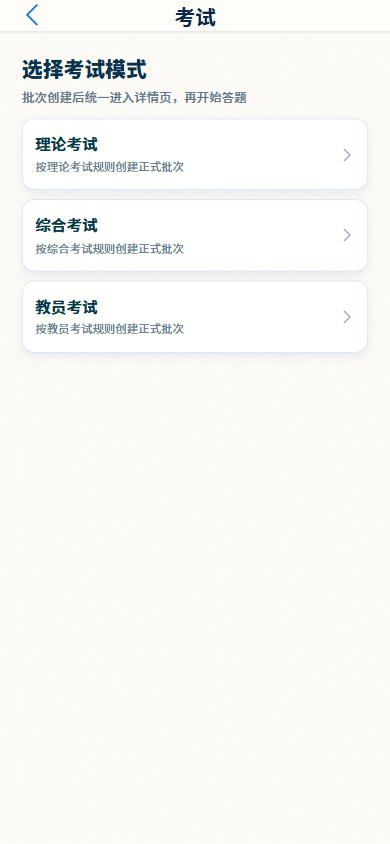 考试
选择考试模式
批次创建后统一进入详情页，再开始答题
理论考试
按理论考试规则创建正式批次
综合考试
按综合考试规则创建正式批次
教员考试
按教员考试规则创建正式批次